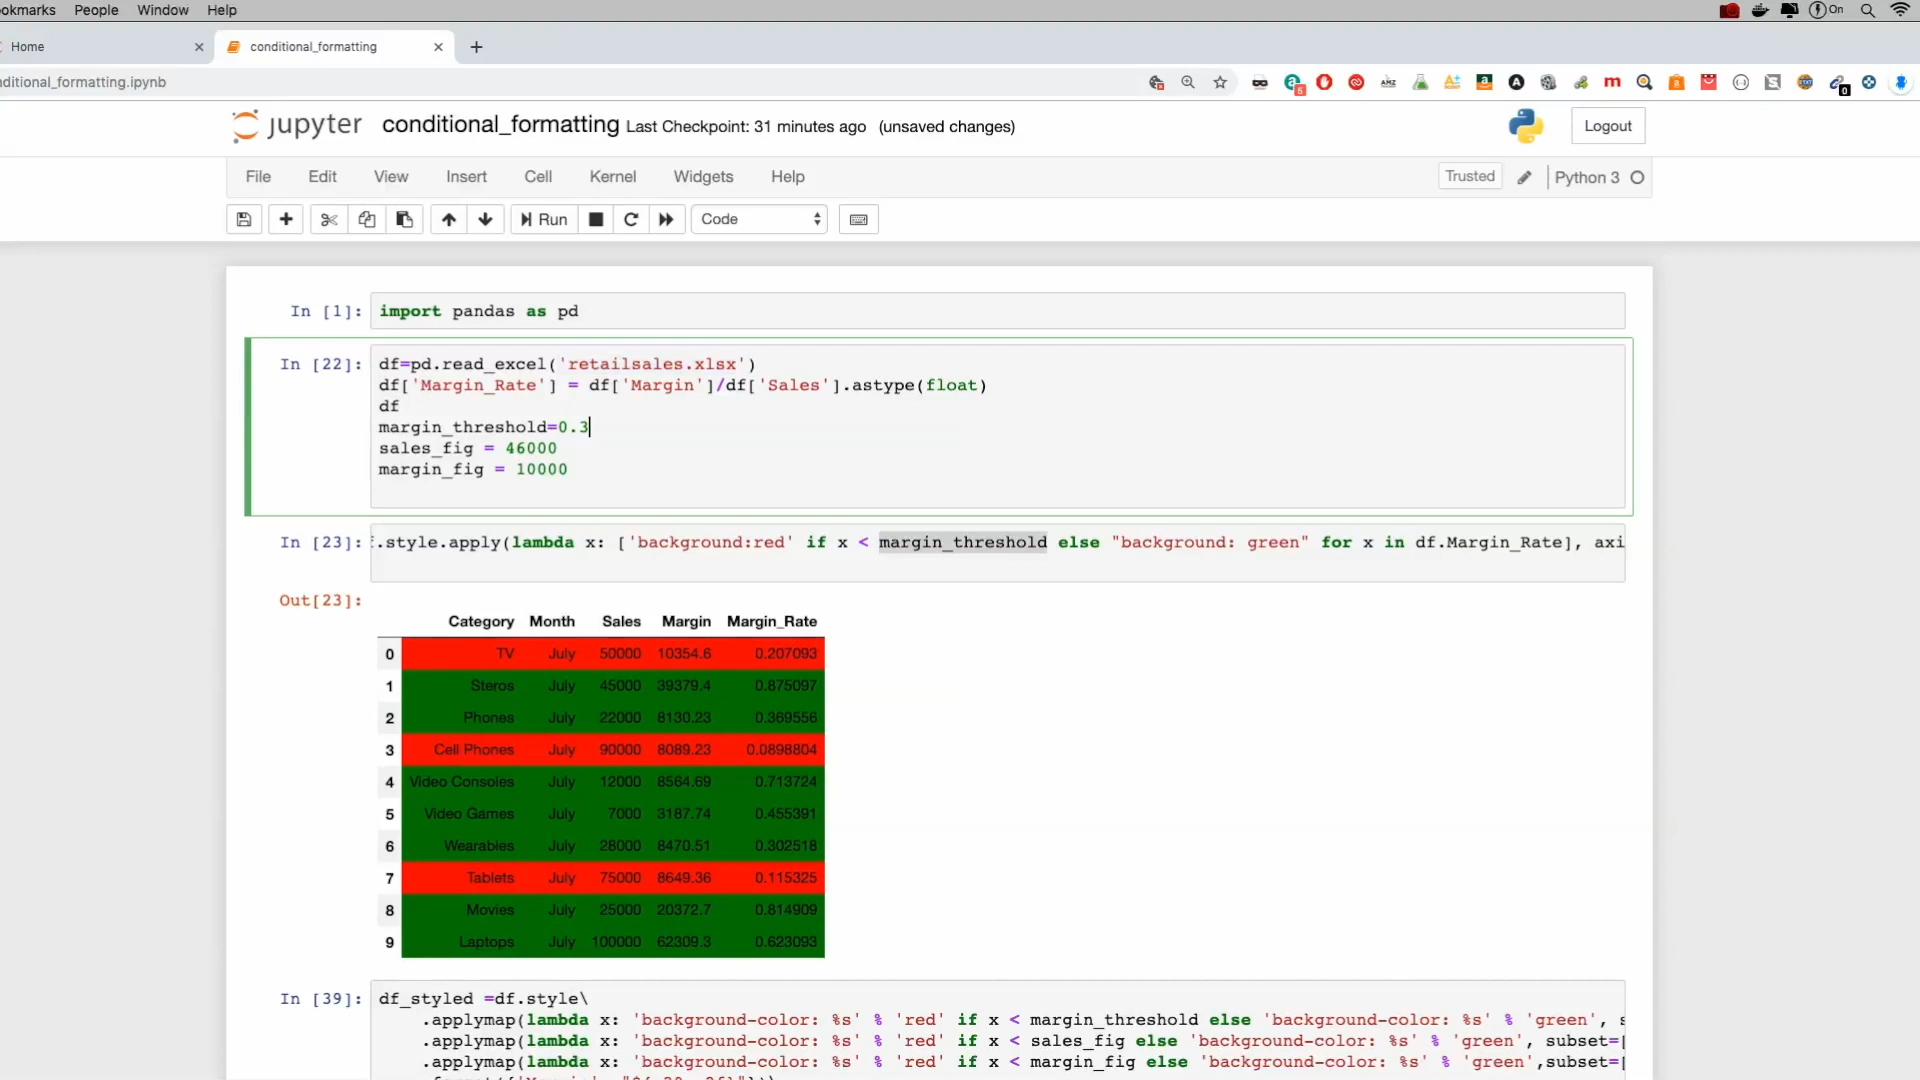 okmarks People Window Help
On
Home
conditional_formatting
nditional_formatting.ipynb
jupyter conditional_formatting Last Checkpoint: 31 minutes ago (unsaved changes)
Logout
File Edit View Insert Cell Kernel Widgets Help
Trusted
Python 3
Run
Code
In [1]: import pandas as pd
In [22]: df=pd.read_excel('retailsales.xlsx')
df['Margin_Rate'] = df['Margin']/df['Sales'].astype(float)
df
margin_threshold=0.3
sales_fig = 46000
margin_fig = 10000
In [23]: f.style.apply(lambda x: ['background:red' if x < margin_threshold else "background: green" for x in df.Margin_Rate], axi
Out[23]:
Category Month Sales Margin Margin_Rate
0 TV July 50000 10354.6 0.207093
1 Steros July 45000 39379.4 0.875097
2 Phones July 22000 8130.23 0.369556
3 Cell Phones July 90000 8089.23 0.0898804
4 Video Consoles July 12000 8564.69 0.713724
5 Video Games July 7000 3187.74 0.455391
6 Wearables July 28000 8470.51 0.302518
7 Tablets July 75000 8649.36 0.115325
8 Movies July 25000 20372.7 0.814909
9 Laptops July 100000 62309.3 0.623093
In [39]: df_styled =df.style\
.applymap(lambda x: 'background-color: %s' % 'red' if x < margin_threshold else 'background-color: %s' % 'green', s
.applymap(lambda x: 'background-color: %s' % 'red' if x < sales_fig else 'background-color: %s' % 'green', subset=[
.applymap(lambda x: 'background-color: %s' % 'red' if x < margin_fig else 'background-color: %s' % 'green',subset=[